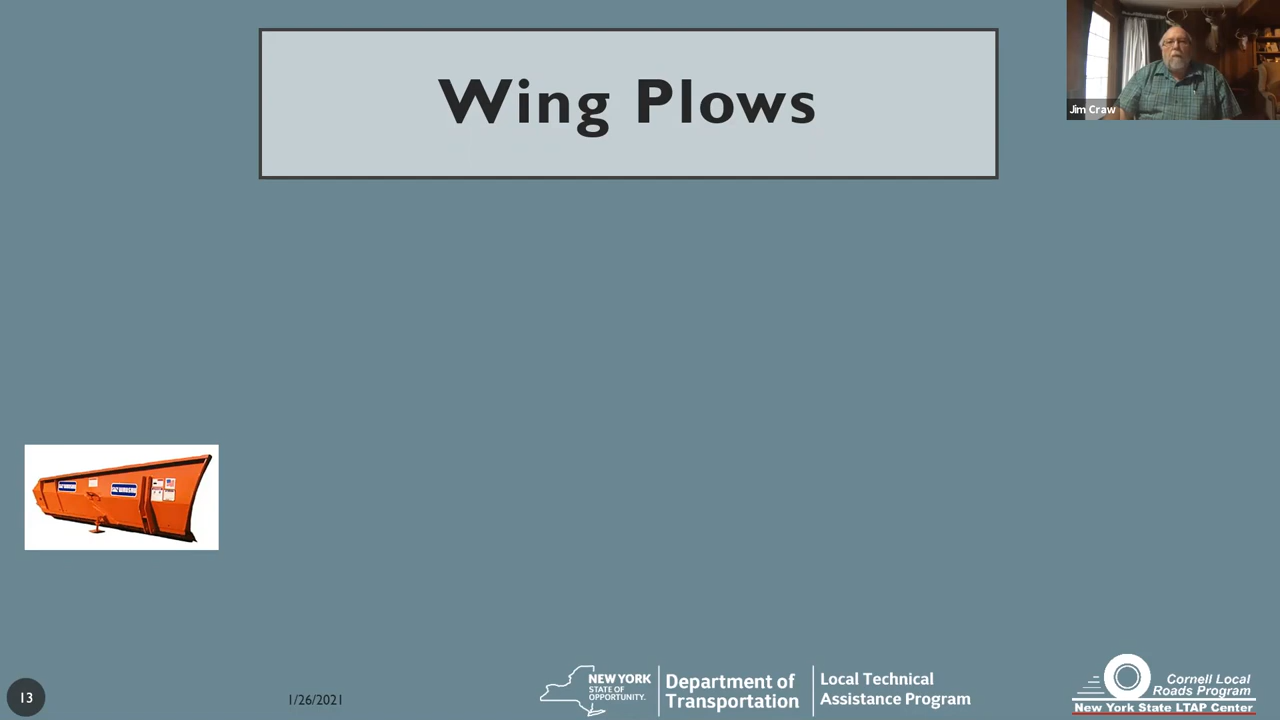 Wing Plows
Jim Craw
13
1/26/2021
NEW YORK
STATE OF
OPPORTUNITY.
Department of
Transportation
Local Technical
Assistance Program
Cornell Local
Roads Program
New York State LTAP Center